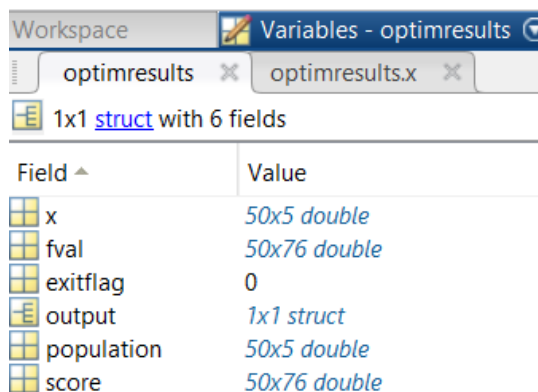 Workspace Variables - optimresults
optimresults optimresults.x
1x1 struct with 6 fields
Field Value
x 50x5 double
fval 50x76 double
exitflag 0
output 1x1 struct
population 50x5 double
score 50x76 double